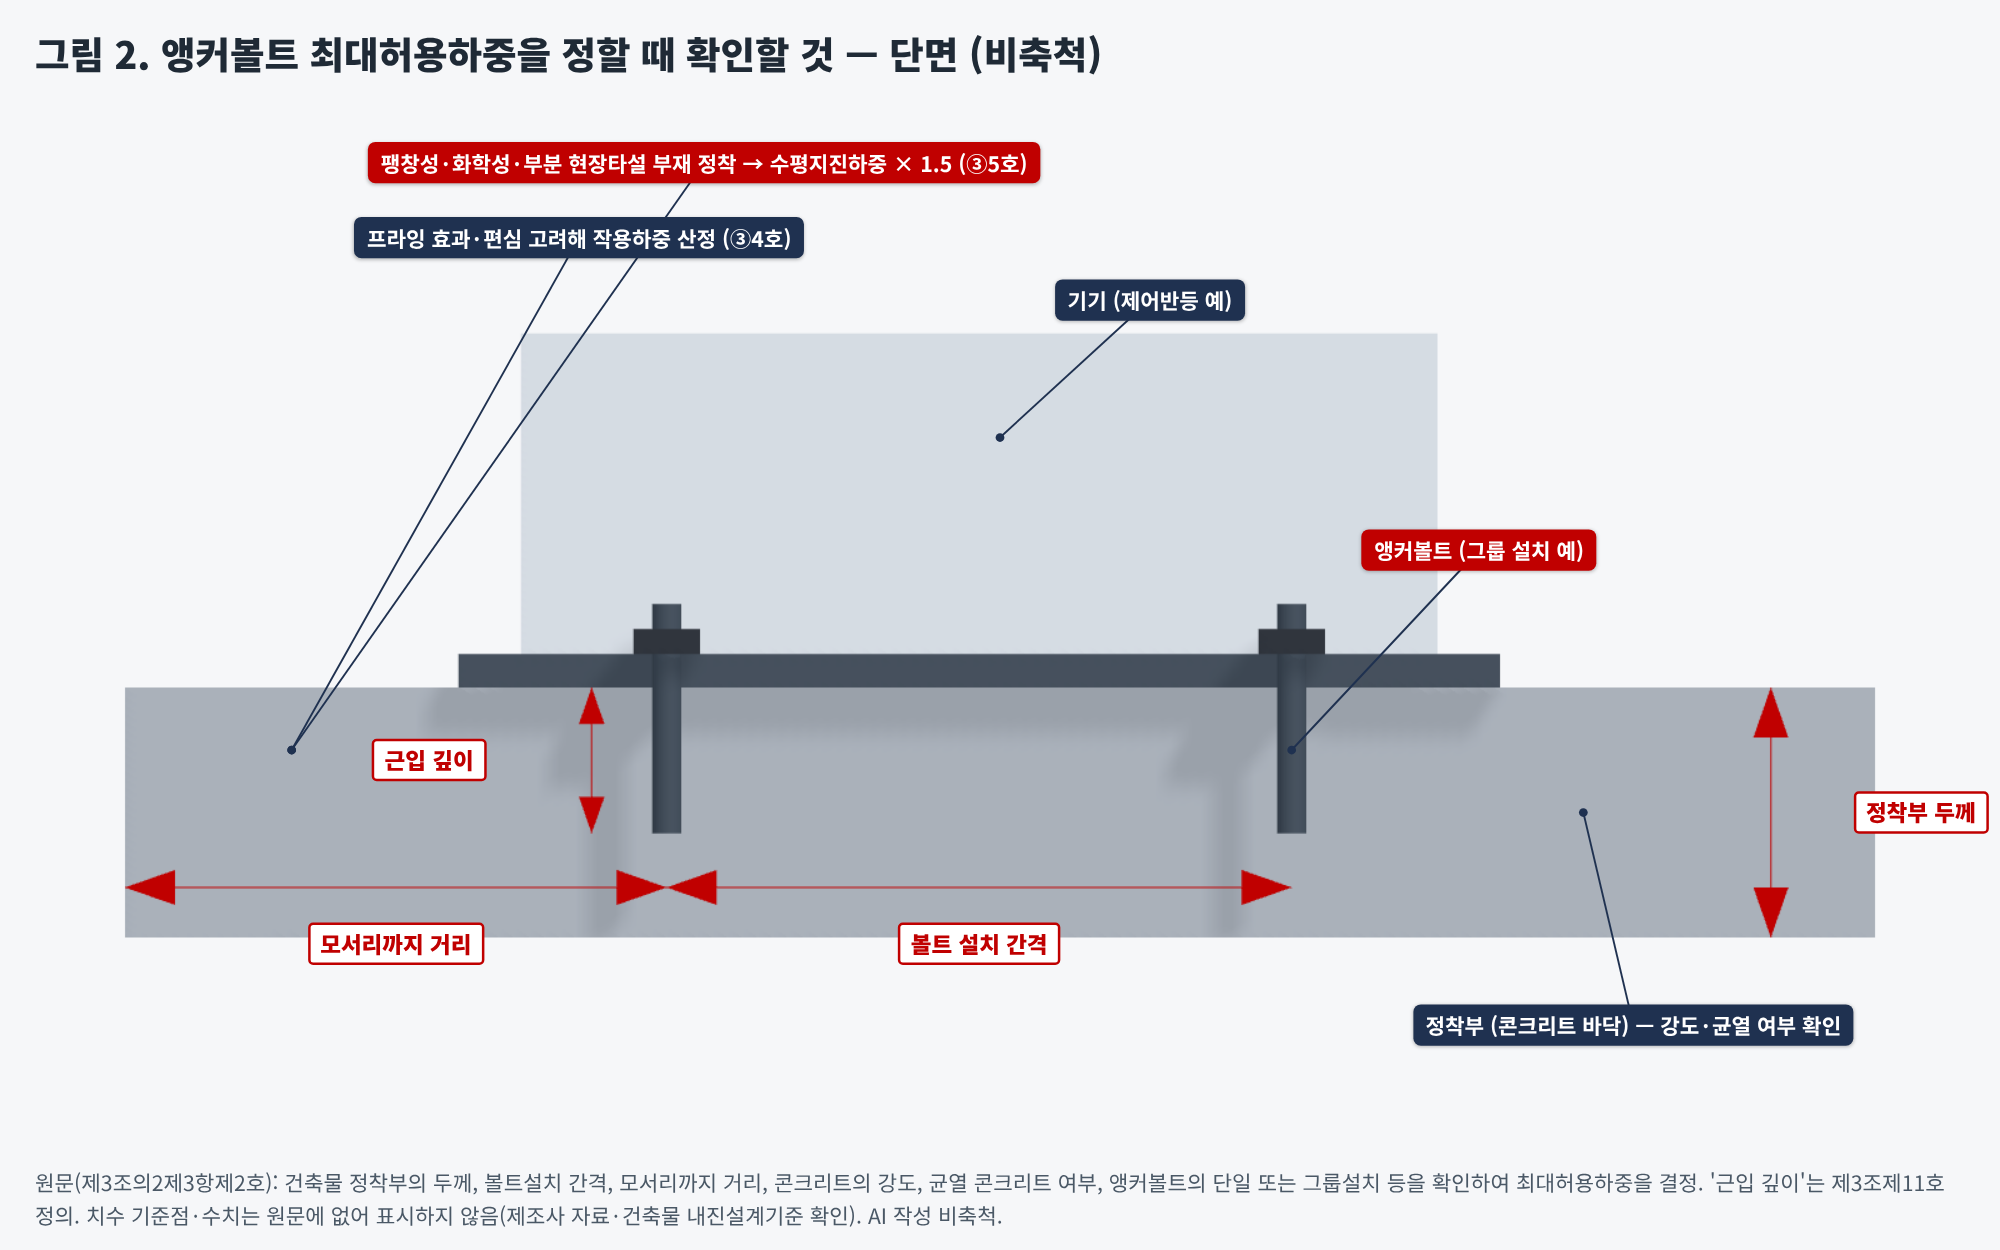 그림 2. 앵커볼트 최대허용하중을 정할 때 확인할 것 — 단면 (비축척)
팽창성·화학성·부분 현장타설 부재 정착 → 수평지진하중 × 1.5 (③5호)
프라잉 효과·편심 고려해 작용하중 산정 (③4호)
기기 (제어반등 예)
앵커볼트 (그룹 설치 예)
근입 깊이
정착부 두께
모서리까지 거리
볼트 설치 간격
정착부 (콘크리트 바닥) — 강도·균열 여부 확인
원문(제3조의2제3항제2호): 건축물 정착부의 두께, 볼트설치 간격, 모서리까지 거리, 콘크리트의 강도, 균열 콘크리트 여부, 앵커볼트의 단일 또는 그룹설치 등을 확인하여 최대허용하중을 결정. '근입 깊이'는 제3조제11호
정의. 치수 기준점·수치는 원문에 없어 표시하지 않음(제조사 자료·건축물 내진설계기준 확인). AI 작성 비축척.